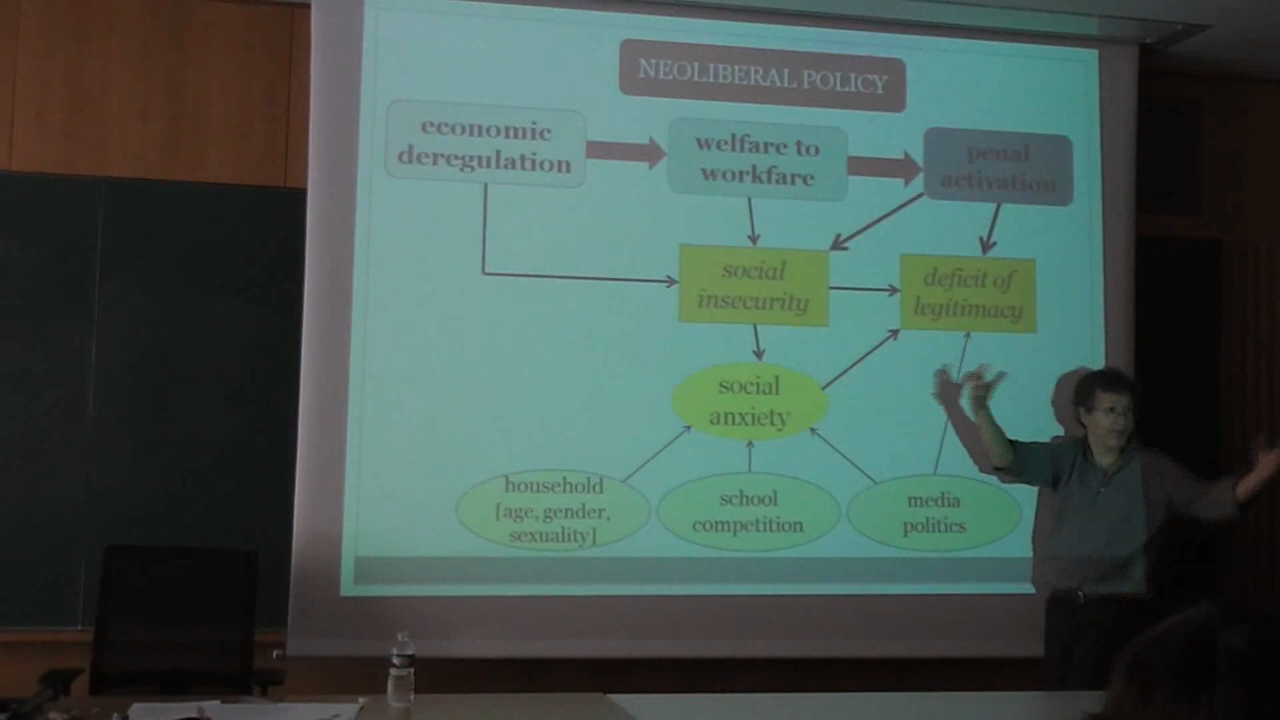 NEOLIBERAL POLICY
economic
deregulation
welfare to
workfare
penal
activation
social
insecurity
deficit of
legitimacy
social
anxiety
household
[age, gender,
sexuality]
school
competition
media
politics